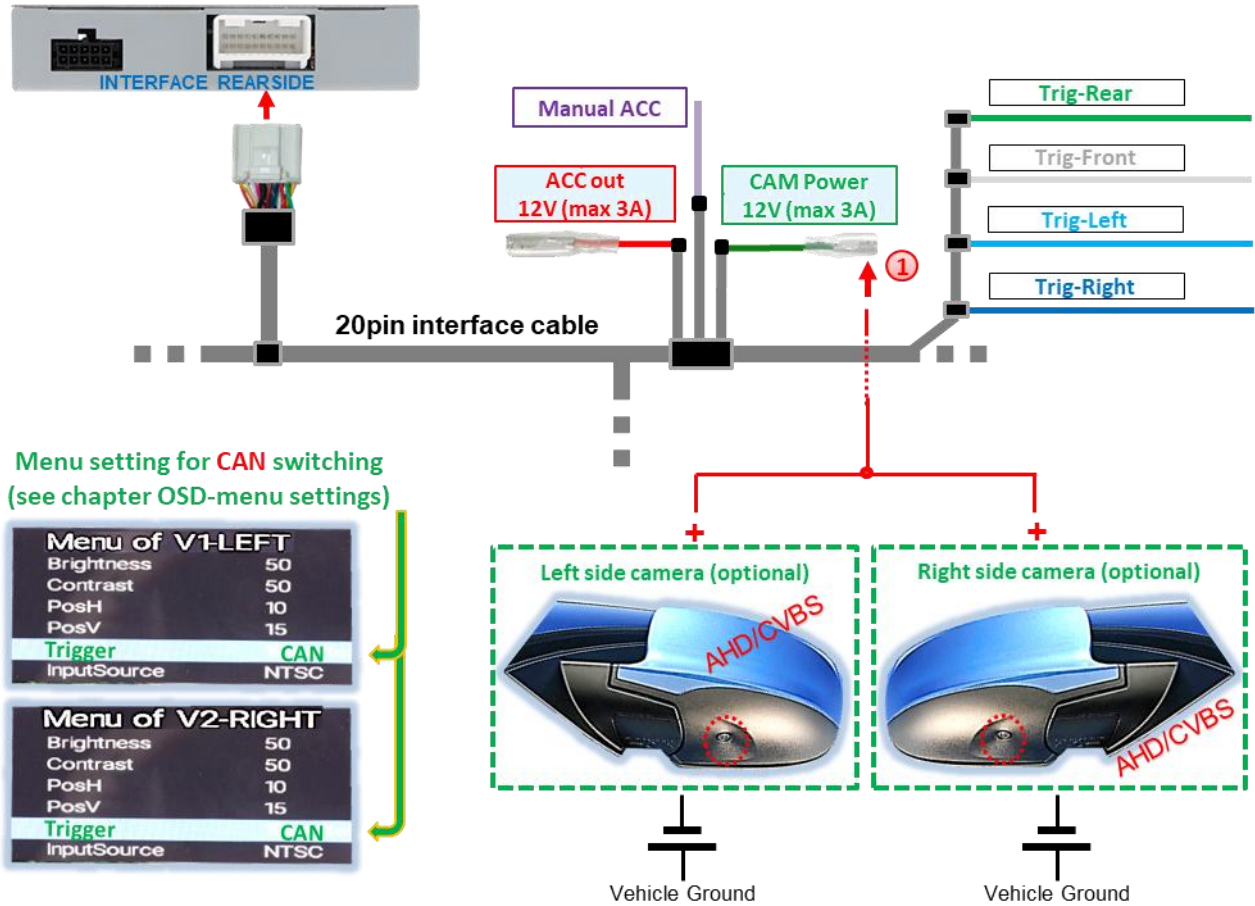 INTERFACE REARSIDE
Manual ACC
ACC out
12V (max 3A)
CAM Power
12V (max 3A)
1
Trig-Rear
Trig-Front
Trig-Left
Trig-Right
20pin interface cable
Menu setting for CAN switching
(see chapter OSD-menu settings)
Menu of V1-LEFT
Brightness 50
Contrast 50
PosH 10
PosV 15
Trigger CAN
InputSource NTSC
Menu of V2-RIGHT
Brightness 50
Contrast 50
PosH 10
PosV 15
Trigger CAN
InputSource NTSC
+
+
Left side camera (optional)
AHD/CVBS
Right side camera (optional)
AHD/CVBS
Vehicle Ground
Vehicle Ground